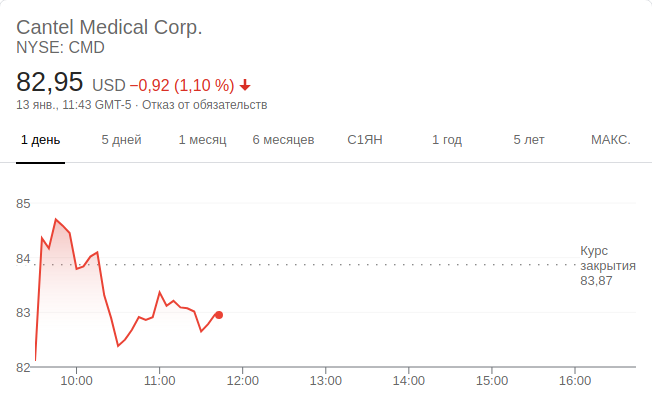 Cantel Medical Corp.
NYSE: CMD
82,95 USD −0,92 (1,10 %)
13 янв., 11:43 GMT-5 · Отказ от обязательств
1 день 5 дней 1 месяц 6 месяцев С1ЯН 1 год 5 лет МАКС.
85
84
83
82
Курс
закрытия
83,87
10:00 11:00 12:00 13:00 14:00 15:00 16:00